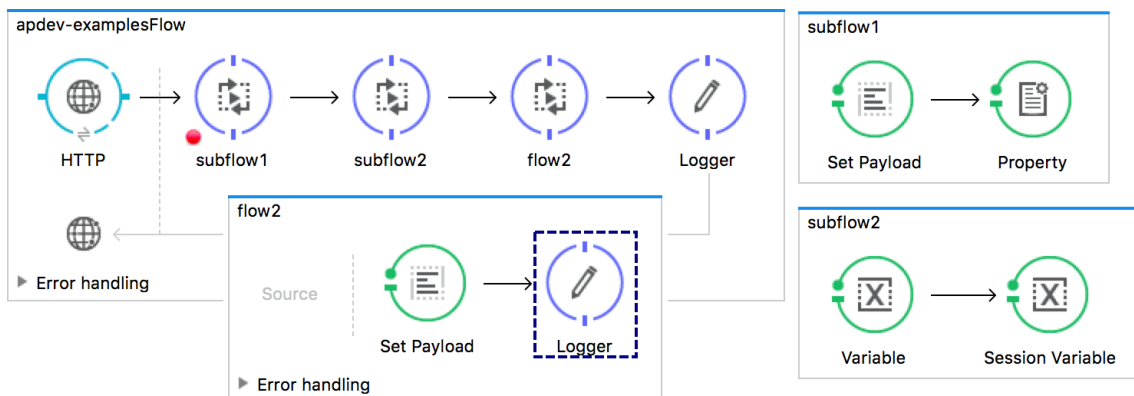 apdev-examplesFlow
HTTP
subflow1
subflow2
flow2
Logger
Error handling
flow2
Source
Set Payload
Logger
Error handling
subflow1
Set Payload
Property
subflow2
Variable
Session Variable